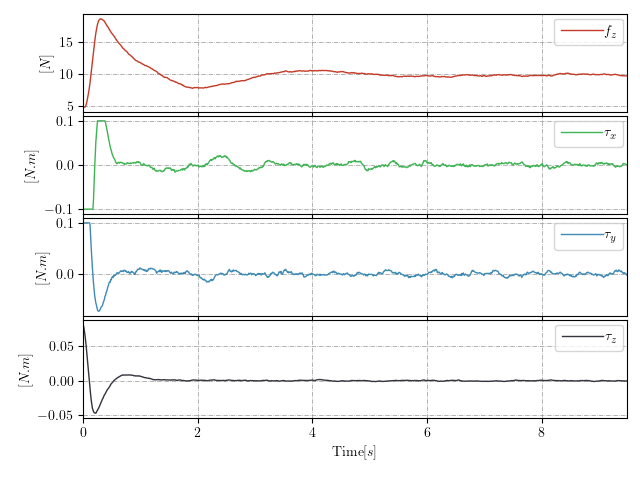 15
10
5
[N]
f_z
0.1
0.0
−0.1
[N.m]
τ_x
0.1
0.0
[N.m]
τ_y
0.05
0.00
−0.05
[N.m]
τ_z
0 2 4 6 8
Time[s]